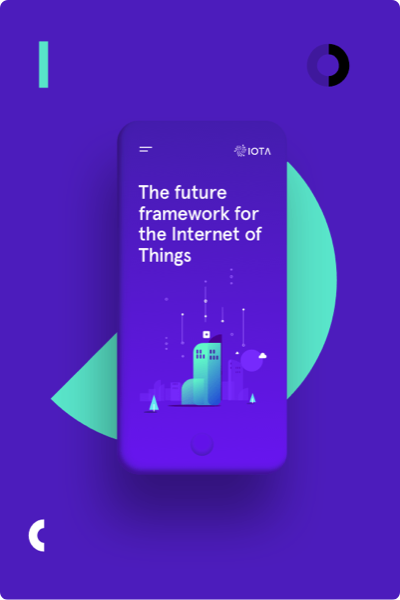 IOTA
The future
framework for
the Internet of
Things